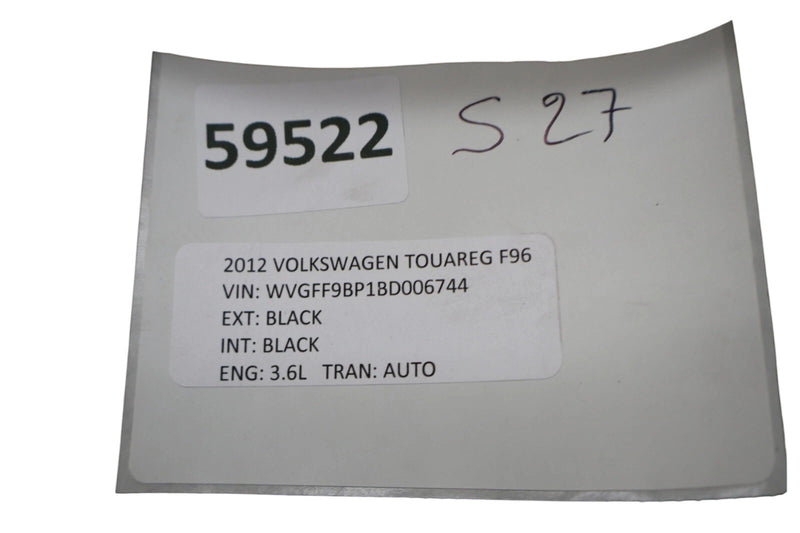 59522 S 27
2012 VOLKSWAGEN TOUAREG F96
VIN: WVGFF9BP1BD006744
EXT: BLACK
INT: BLACK
ENG: 3.6L TRAN: AUTO